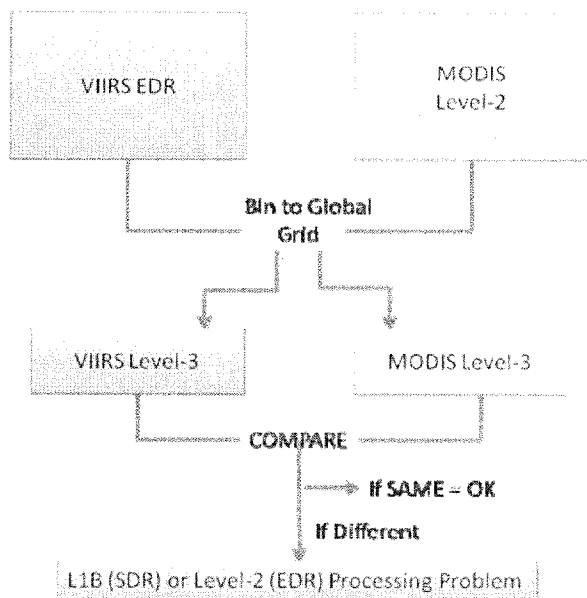 VIIRS EDR
MODIS
Level-2
Bin to Global
Grid
VIIRS Level-3
MODIS Level-3
COMPARE
If SAME = OK
If Different
L1B (SDR) or Level-2 (EDR) Processing Problem